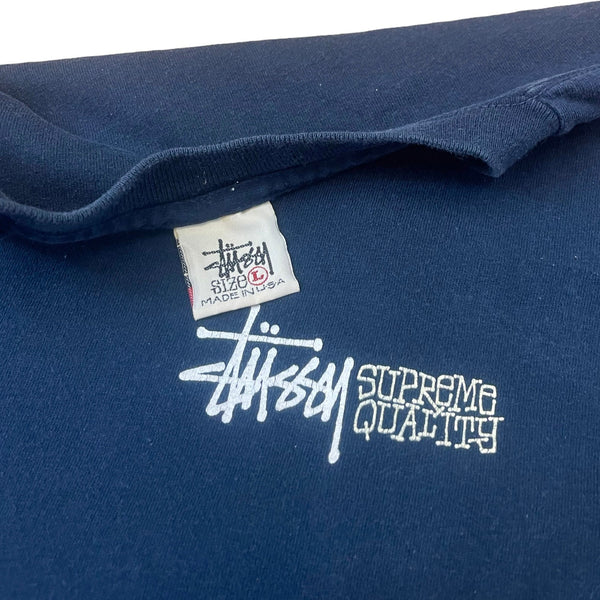 Stüssy
SIZE L
MADE IN USA
Stüssy SUPREME
QUALITY